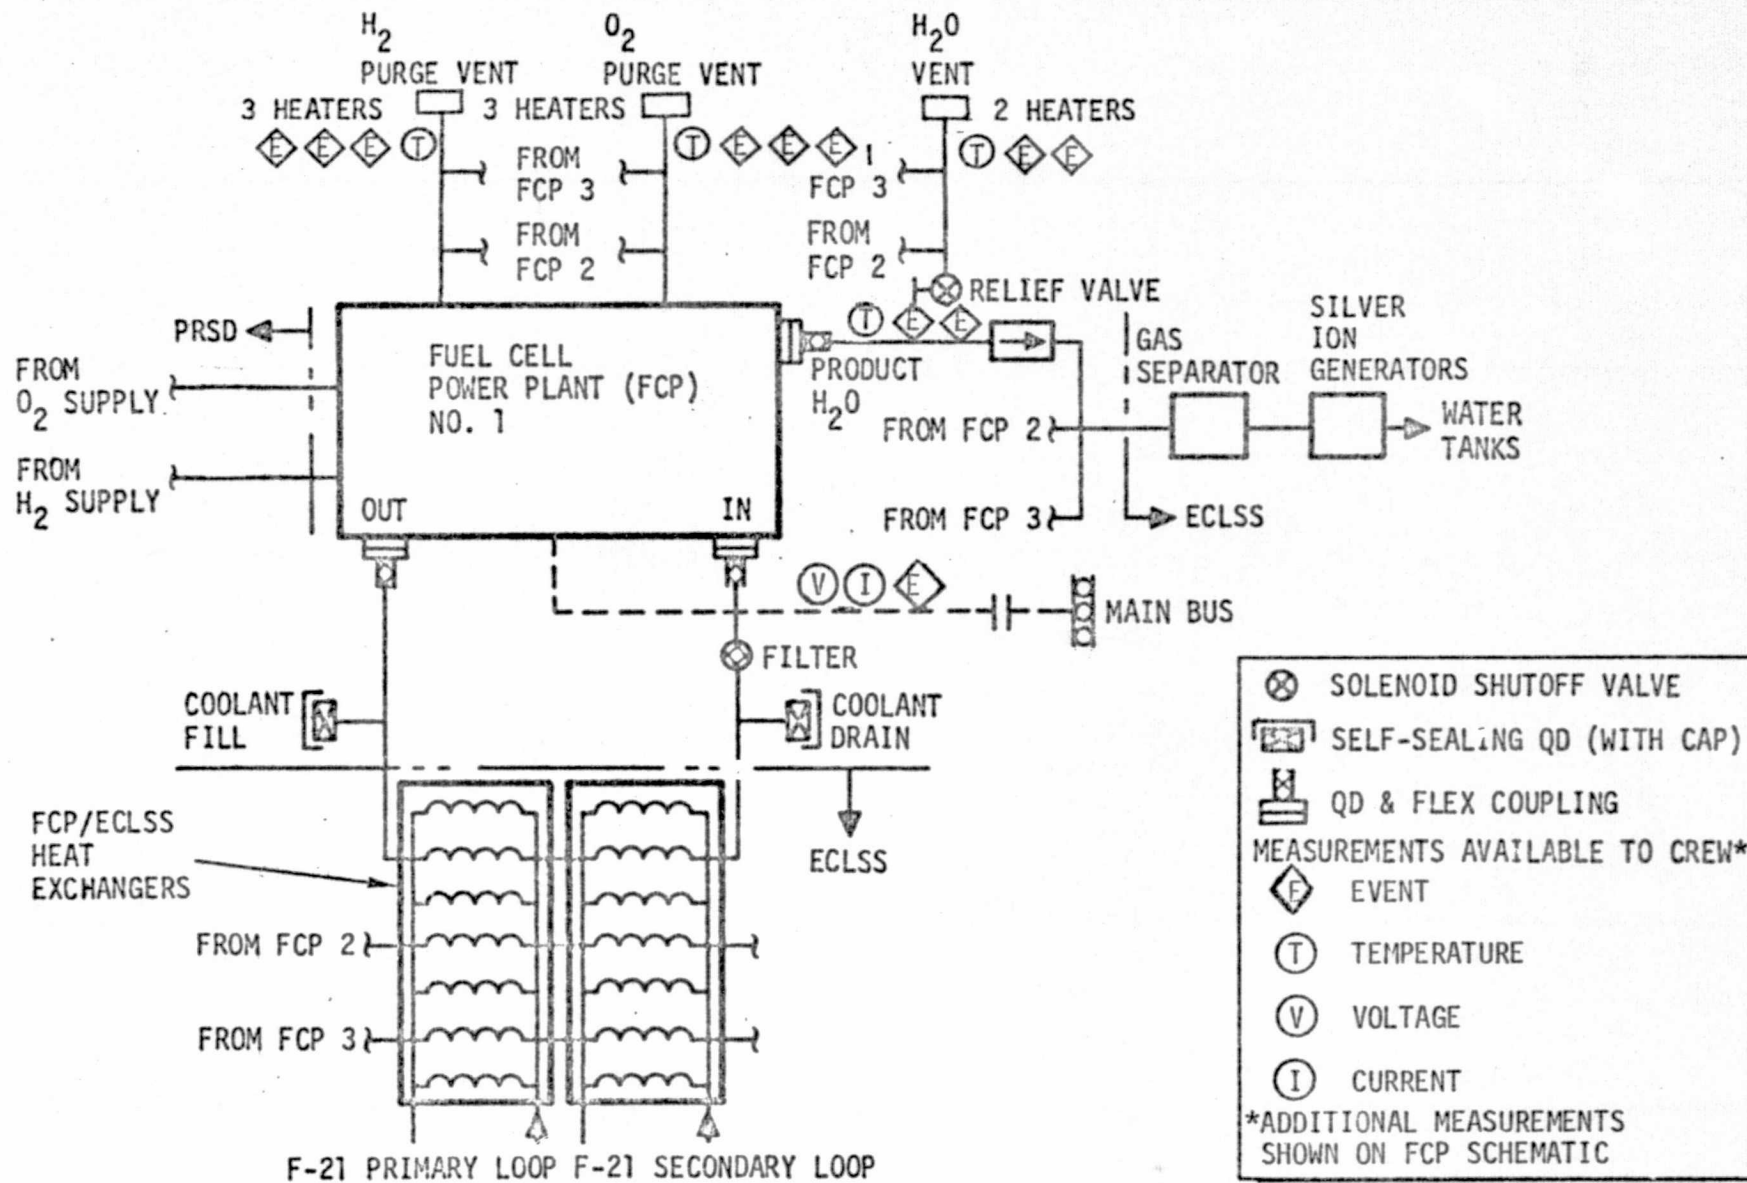 H2
PURGE VENT
O2
PURGE VENT
H2O
VENT
3 HEATERS
3 HEATERS
2 HEATERS
E E E T
T E E E
T E E
FROM
FCP 3
FCP 3
FROM
FCP 2
FROM
FCP 2
RELIEF VALVE
T E E
PRSD
FUEL CELL
POWER PLANT (FCP)
NO. 1
FROM
O2 SUPPLY
FROM
H2 SUPPLY
OUT
IN
PRODUCT
H2O
GAS
SEPARATOR
SILVER
ION
GENERATORS
WATER
TANKS
FROM FCP 2
FROM FCP 3
ECLSS
V I E
MAIN BUS
FILTER
COOLANT
FILL
COOLANT
DRAIN
ECLSS
FCP/ECLSS
HEAT
EXCHANGERS
FROM FCP 2
FROM FCP 3
F-21 PRIMARY LOOP
F-21 SECONDARY LOOP
SOLENOID SHUTOFF VALVE
SELF-SEALING QD (WITH CAP)
QD & FLEX COUPLING
MEASUREMENTS AVAILABLE TO CREW*
E EVENT
T TEMPERATURE
V VOLTAGE
I CURRENT
*ADDITIONAL MEASUREMENTS
SHOWN ON FCP SCHEMATIC